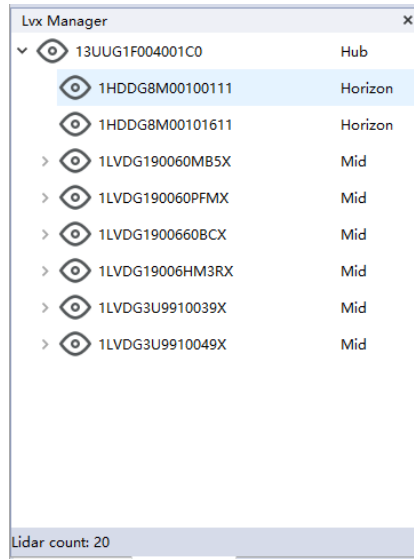 Lvx Manager ×
13UUG1F004001C0 Hub
1HDDG8M00100111 Horizon
1HDDG8M00101611 Horizon
1LVDG190060MB5X Mid
1LVDG190060PFMX Mid
1LVDG1900660BCX Mid
1LVDG19006HM3RX Mid
1LVDG3U9910039X Mid
1LVDG3U9910049X Mid
Lidar count: 20